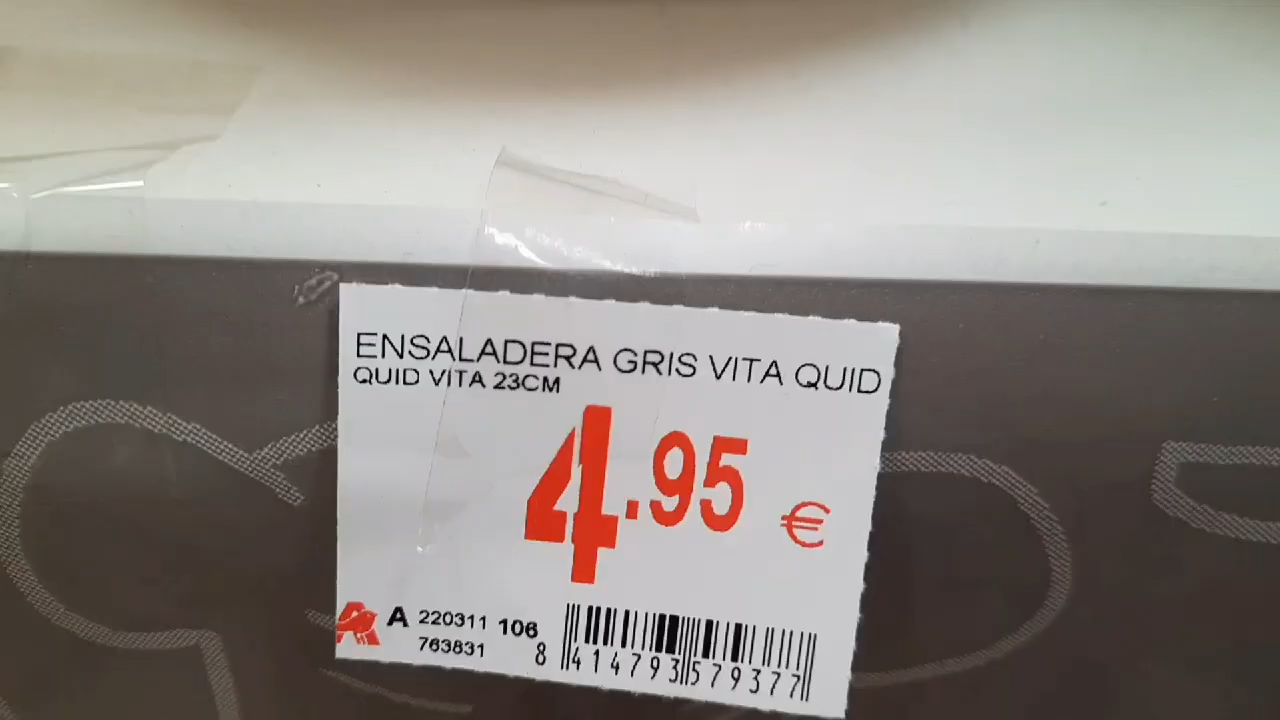 ENSALADERA GRIS VITA QUID
QUID VITA 23CM
4.95 €
A 220311 106
763831
8 414793 579377